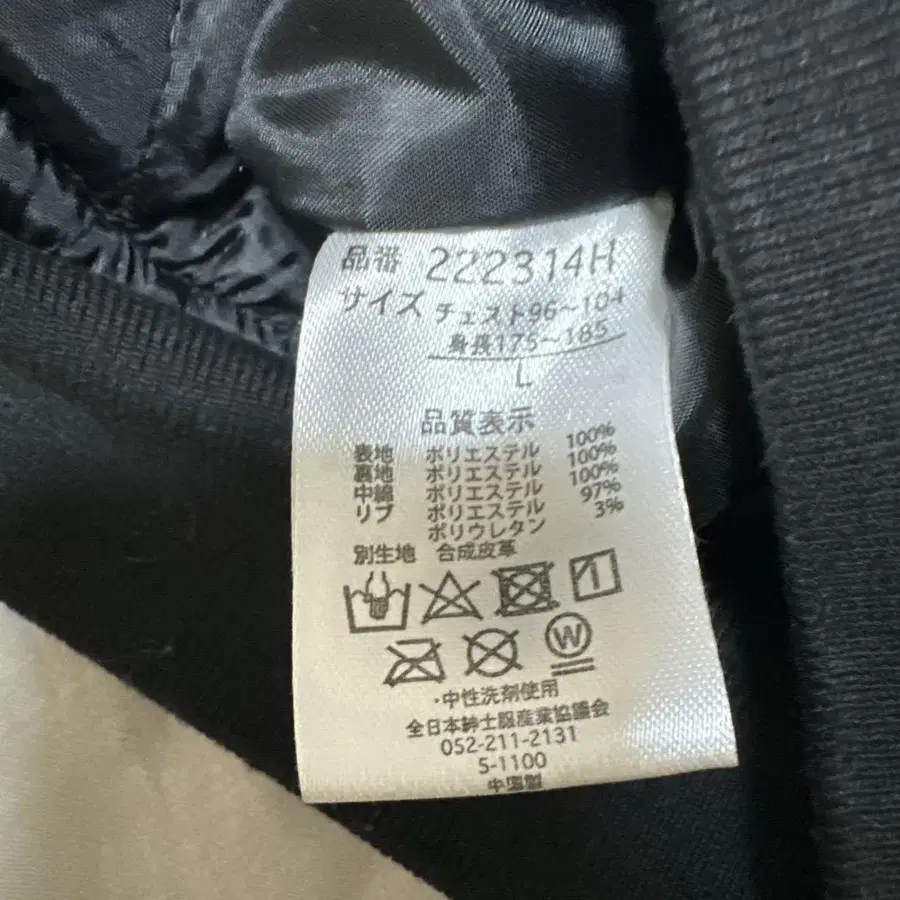 品番 222314H
サイズ チェスト96～104
身長175～185
L
品質表示
表地 ポリエステル 100%
裏地 ポリエステル 100%
中綿 ポリエステル 100%
リブ ポリエステル 97%
ポリウレタン 3%
別生地 合成皮革
W
・中性洗剤使用
全日本紳士服産業協議会
052-211-2131
S-1100
中国製